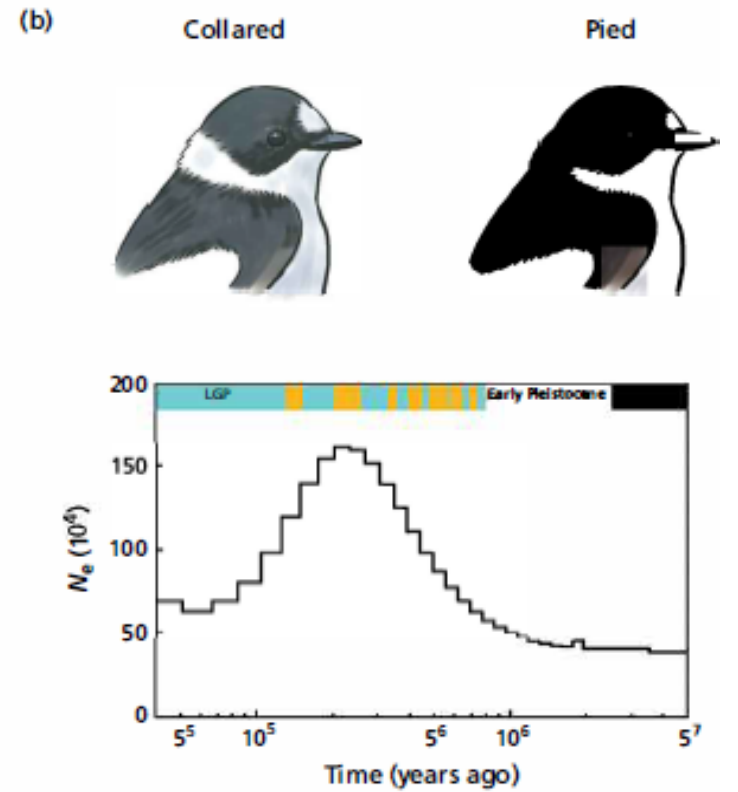 (b)
Collared
Pied
200
150
100
50
0
LGP
Early Pleistocene
Nₑ (10⁴)
5⁵
10⁵
5⁶
10⁶
5⁷
Time (years ago)